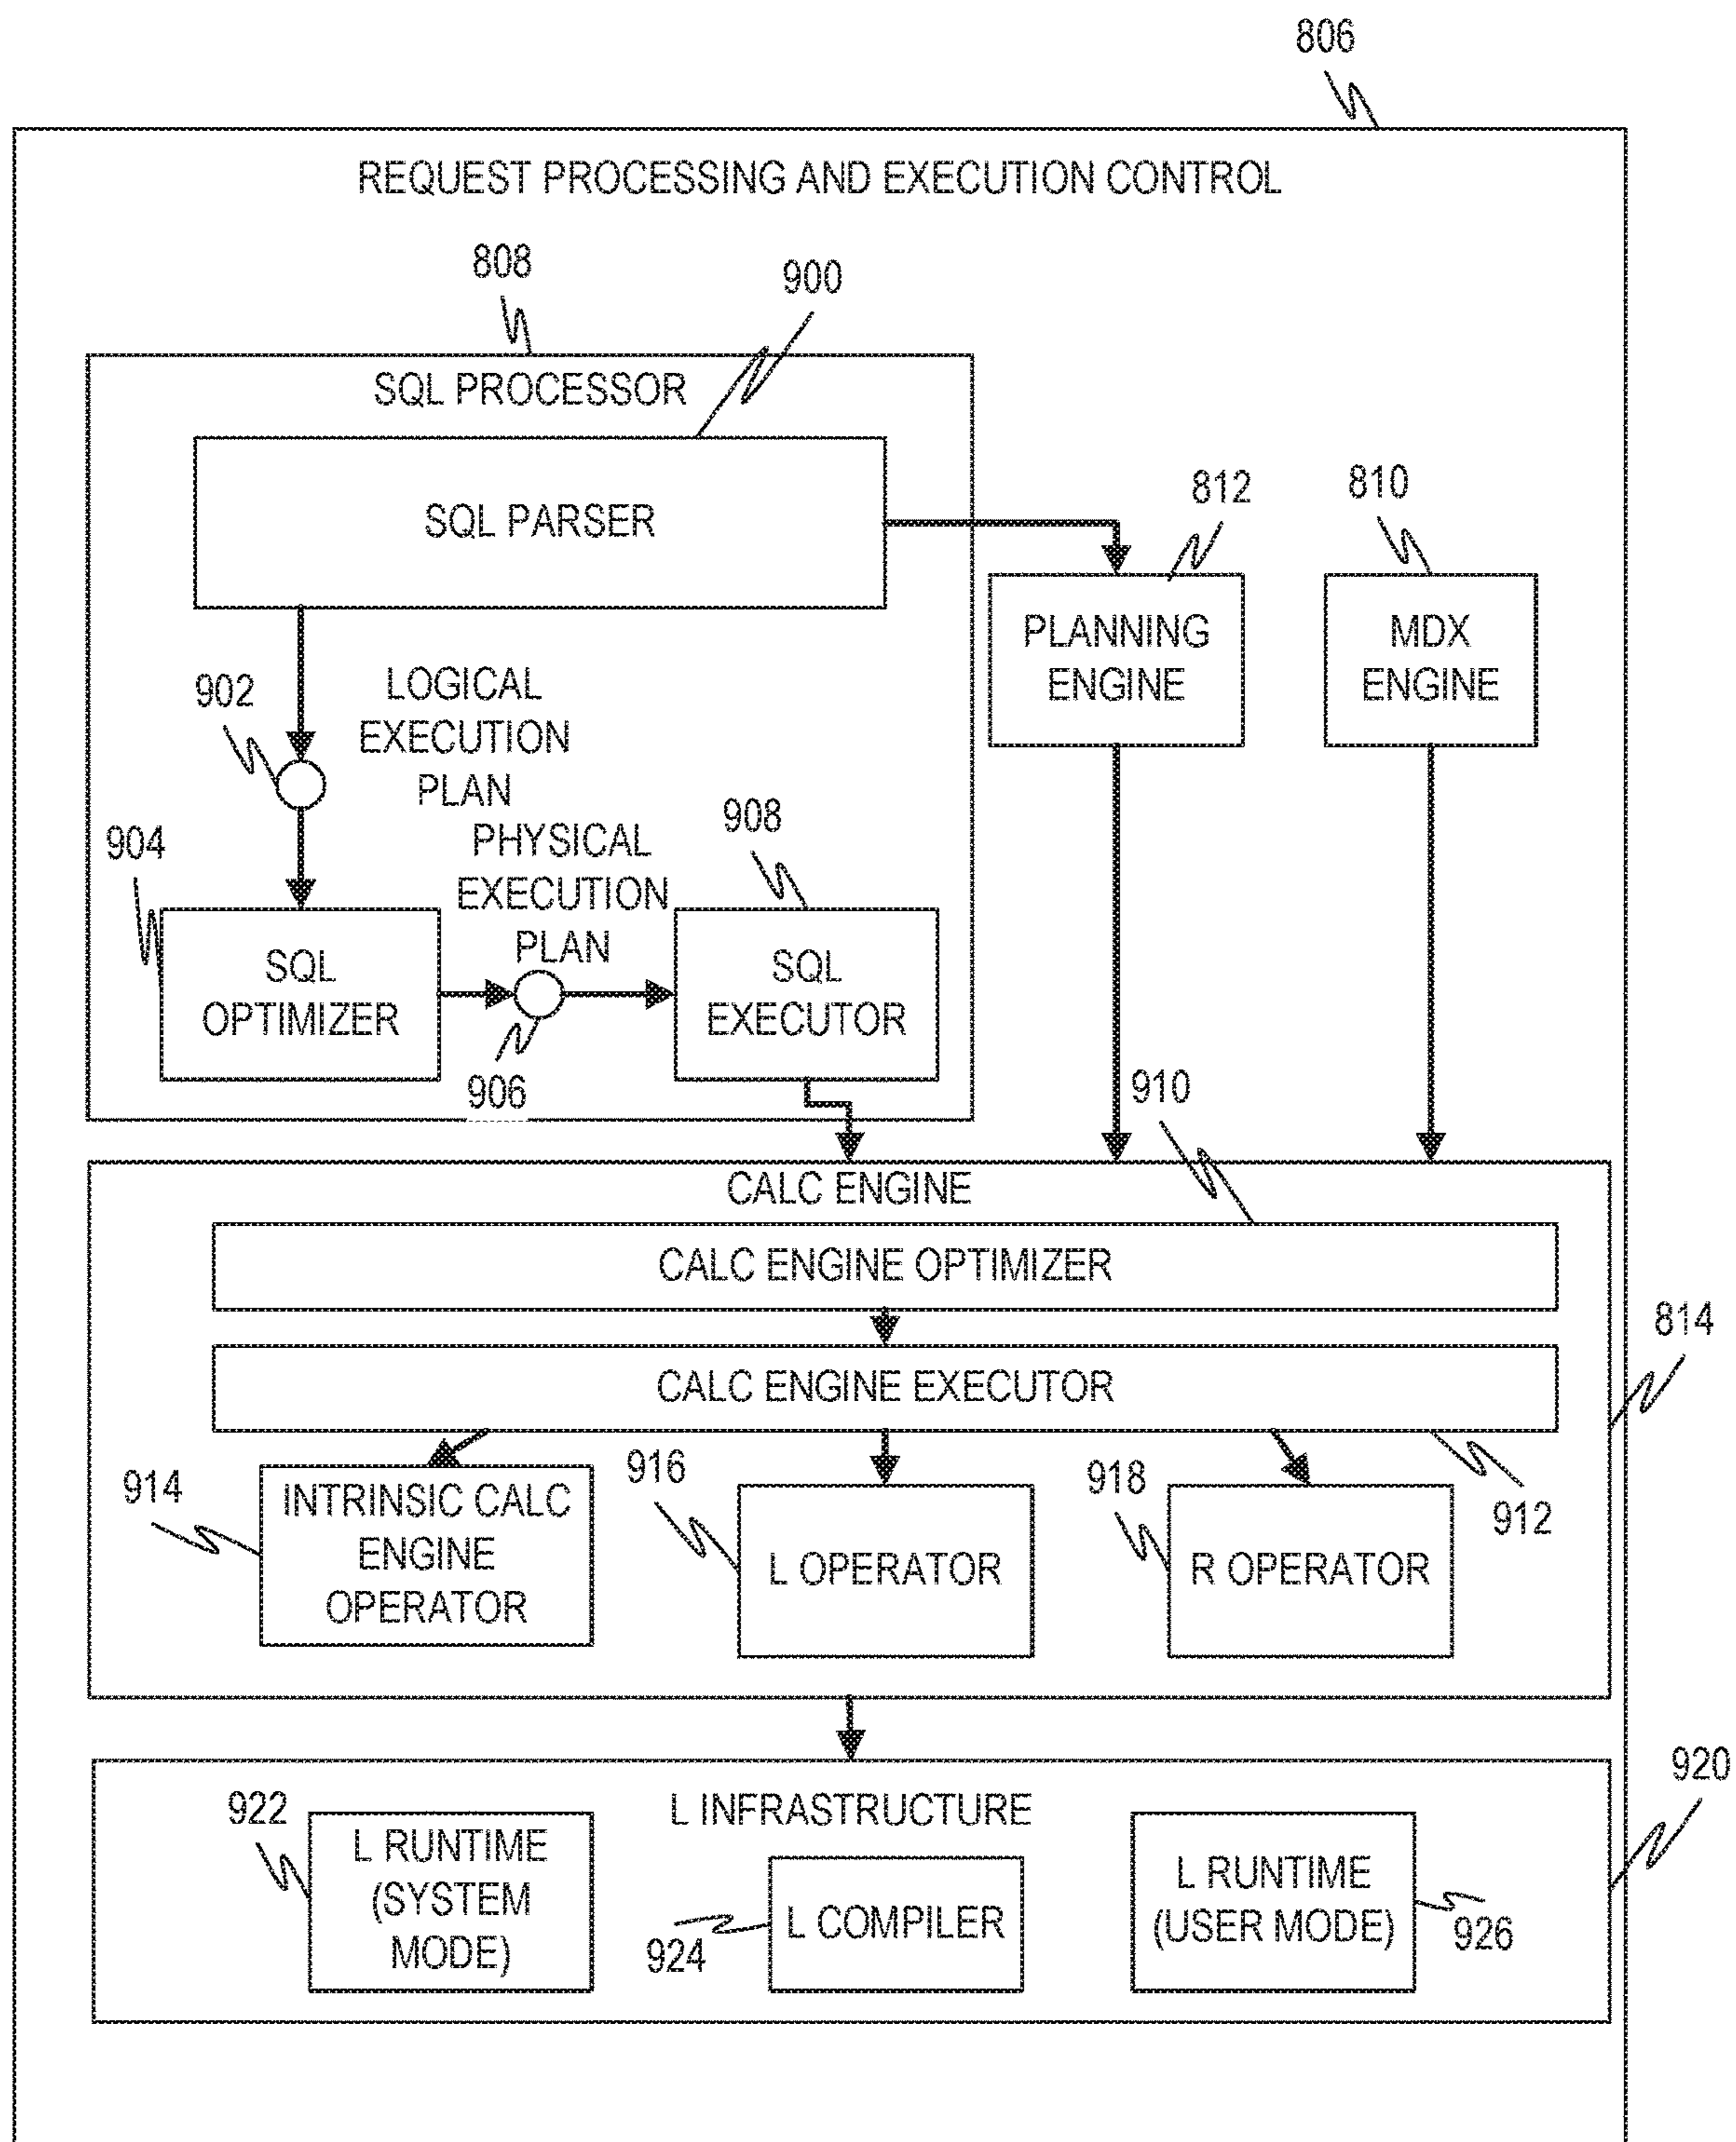 806
REQUEST PROCESSING AND EXECUTION CONTROL
808
900
SQL PROCESSOR
SQL PARSER
812
810
PLANNING
ENGINE
MDX
ENGINE
902
LOGICAL
EXECUTION
PLAN
904
PHYSICAL
EXECUTION
PLAN
908
SQL
OPTIMIZER
SQL
EXECUTOR
906
910
CALC ENGINE
CALC ENGINE OPTIMIZER
814
CALC ENGINE EXECUTOR
914
INTRINSIC CALC
ENGINE
OPERATOR
916
L OPERATOR
918
R OPERATOR
912
920
L INFRASTRUCTURE
922
L RUNTIME
(SYSTEM
MODE)
924
L COMPILER
L RUNTIME
(USER MODE)
926